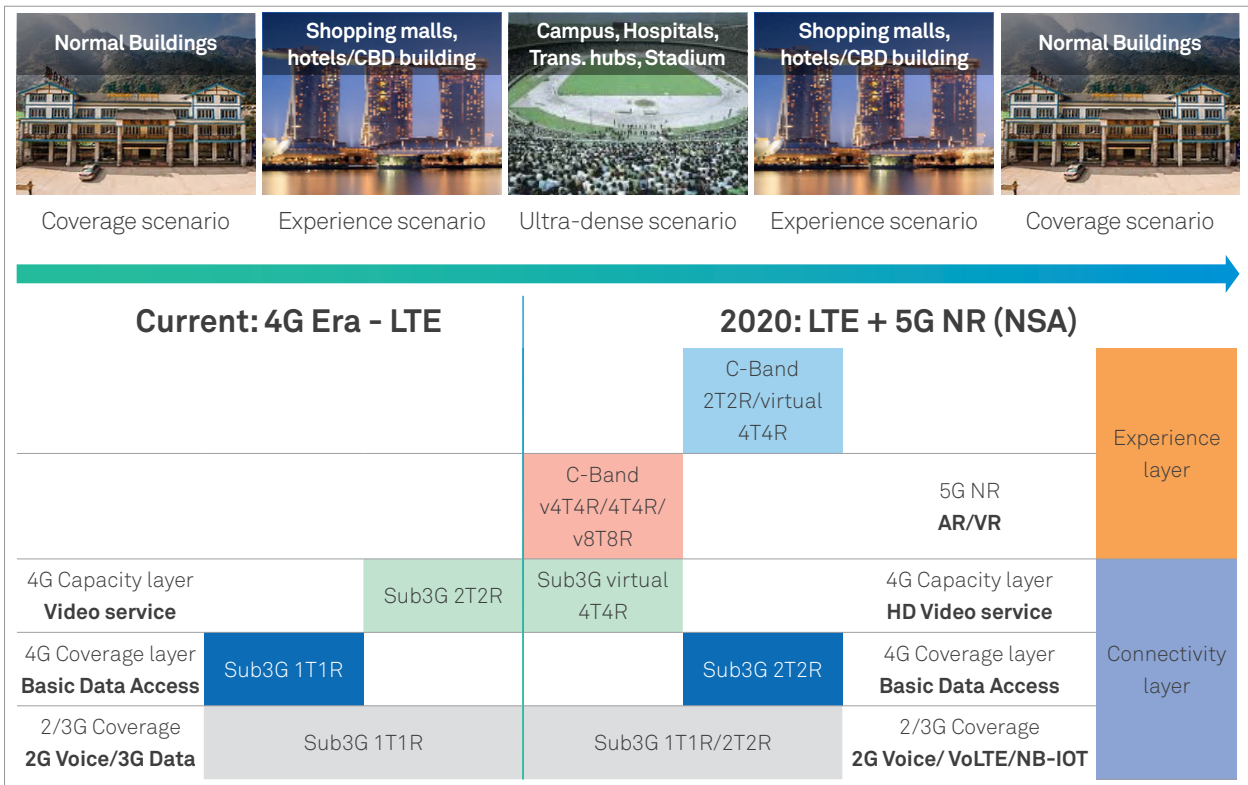 Normal Buildings
Shopping malls,
hotels/CBD building
Campus, Hospitals,
Trans. hubs, Stadium
Shopping malls,
hotels/CBD building
Normal Buildings
Coverage scenario
Experience scenario
Ultra-dense scenario
Experience scenario
Coverage scenario
Current: 4G Era - LTE
2020: LTE + 5G NR (NSA)
C-Band
2T2R/virtual
4T4R
Experience
layer
C-Band
v4T4R/4T4R/
v8T8R
5G NR
AR/VR
4G Capacity layer
Video service
Sub3G 2T2R
Sub3G virtual
4T4R
4G Capacity layer
HD Video service
4G Coverage layer
Basic Data Access
Sub3G 1T1R
Sub3G 2T2R
4G Coverage layer
Basic Data Access
Connectivity
layer
2/3G Coverage
2G Voice/3G Data
Sub3G 1T1R
Sub3G 1T1R/2T2R
2/3G Coverage
2G Voice/ VoLTE/NB-IOT